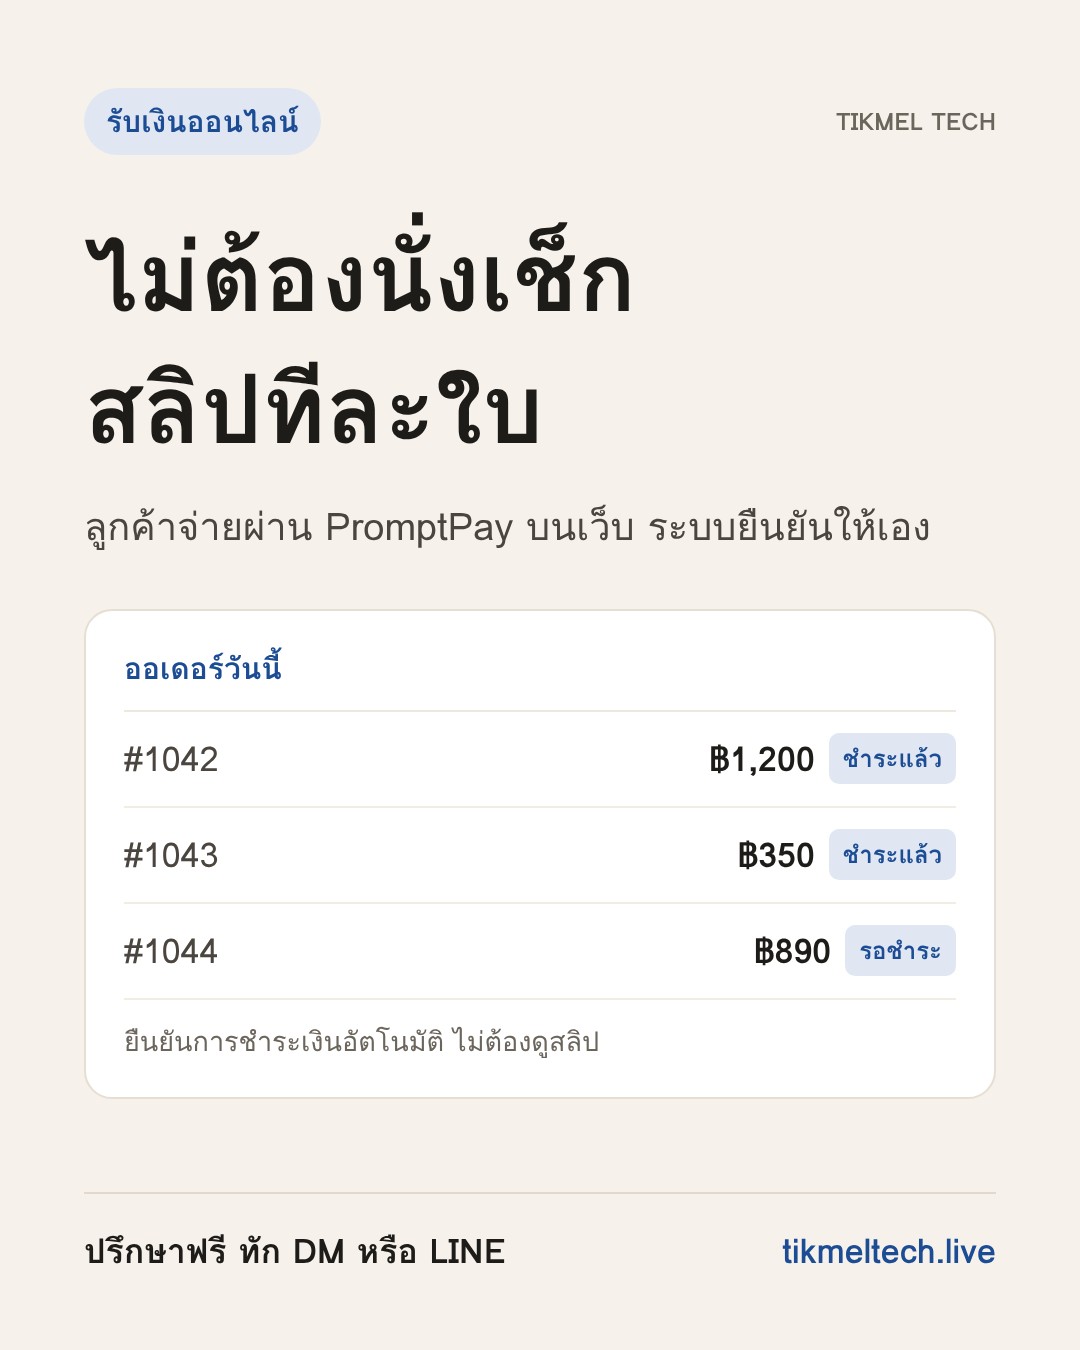 รับเงินออนไลน์
TIKMEL TECH
ไม่ต้องนั่งเช็ก
สลิปทีละใบ
ลูกค้าจ่ายผ่าน PromptPay บนเว็บ ระบบยืนยันให้เอง
ออเดอร์วันนี้
#1042 ฿1,200 ชำระแล้ว
#1043 ฿350 ชำระแล้ว
#1044 ฿890 รอชำระ
ยืนยันการชำระเงินอัตโนมัติ ไม่ต้องดูสลิป
ปรึกษาฟรี ทัก DM หรือ LINE
tikmeltech.live